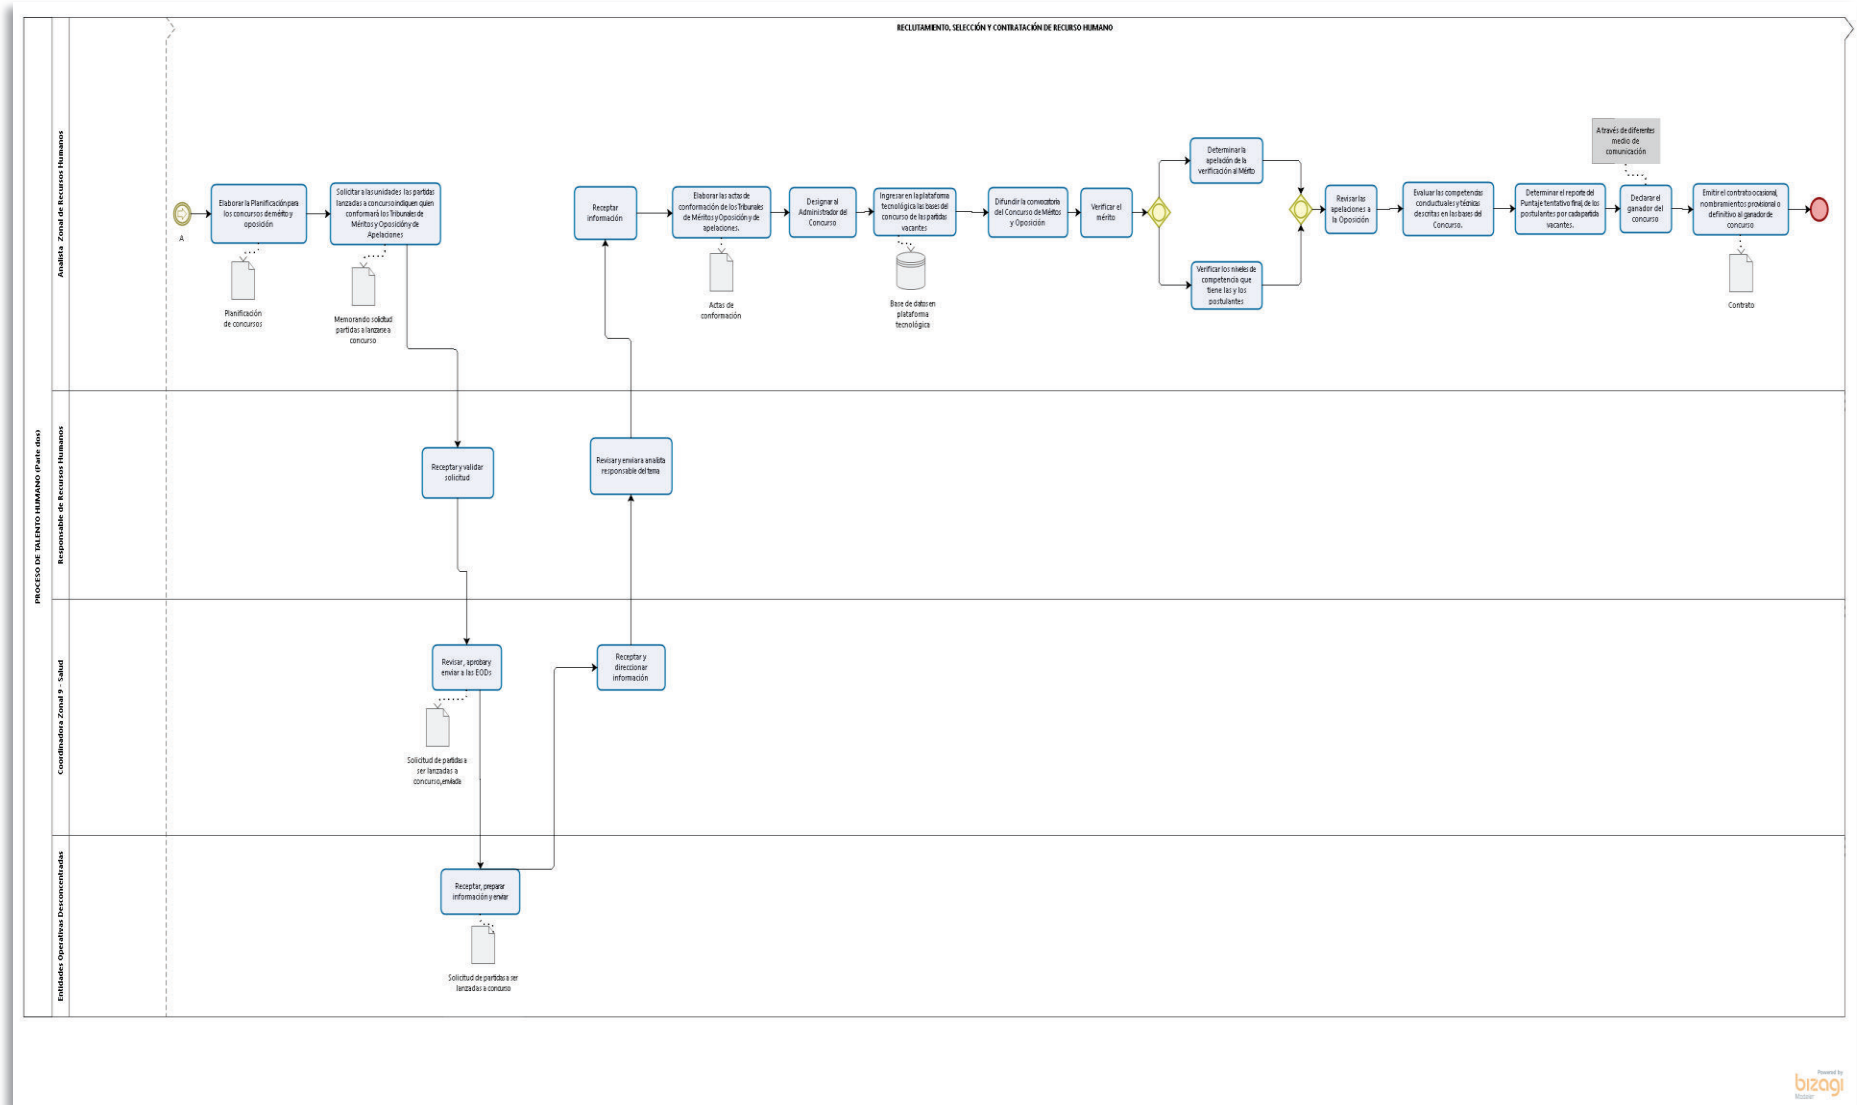 RECLUTAMIENTO, SELECCIÓN Y CONTRATACIÓN DE RECURSO HUMANO
PROCESO DE TALENTO HUMANO (Parte dos)
Analista Zonal de Recursos Humanos
A
Elaborar la Planificación para
los concursos de mérito y
oposición
Planificación
de concursos
Solicitar a las unidades las partidas
lanzadas a concurso indiquen quien
conformará los Tribunales de
Méritos y Oposición y de
Apelaciones
Memorando solicitud
partidas a lanzarse a
concurso
Receptar
información
Elaborar las actas de
conformación de los Tribunales
de Méritos y Oposición y de
apelaciones.
Actas de
conformación
Designar al
Administrador del
Concurso
Ingresar en la plataforma
tecnológica las bases del
concurso de las partidas
vacantes
Base de datos en
plataforma
tecnológica
Difundir la convocatoria
del Concurso de Méritos
y Oposición
Verificar el
mérito
Determinar la
apelación de la
verificación al Mérito
Verificar los niveles de
competencia que
tiene las y los
postulantes
Revisar las
apelaciones a
la Oposición
Evaluar las competencias
conductuales y técnicas
descritas en las bases del
Concurso.
Determinar el reporte del
Puntaje tentativo final, de los
postulantes por cada partida
vacantes.
A través de diferentes
medio de
comunicación
Declarar el
ganador del
concurso
Emitir el contrato ocasional,
nombramientos provisional o
definitivo al ganador de
concurso
Contrato
Responsable de Recursos Humanos
Receptar y validar
solicitud
Revisar y enviar a analista
responsable del tema
Coordinadora Zonal 9 - Salud
Revisar, aprobar y
enviar a las EODs
Solicitud de partidas a
ser lanzadas a
concurso, enviada
Receptar y
direccionar
información
Entidades Operativas Desconcentradas
Receptar, preparar
información y enviar
Solicitud de partidas a ser
lanzadas a concurso
Powered by
bizagi
Modeler